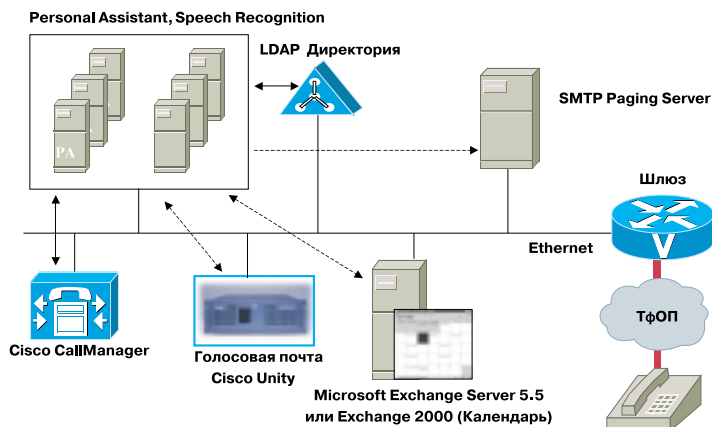 Personal Assistant, Speech Recognition
LDAP Директория
SMTP Paging Server
PA
Шлюз
V
Ethernet
ТфОП
Cisco CallManager
Голосовая почта
Cisco Unity
Microsoft Exchange Server 5.5
или Exchange 2000 (Календарь)